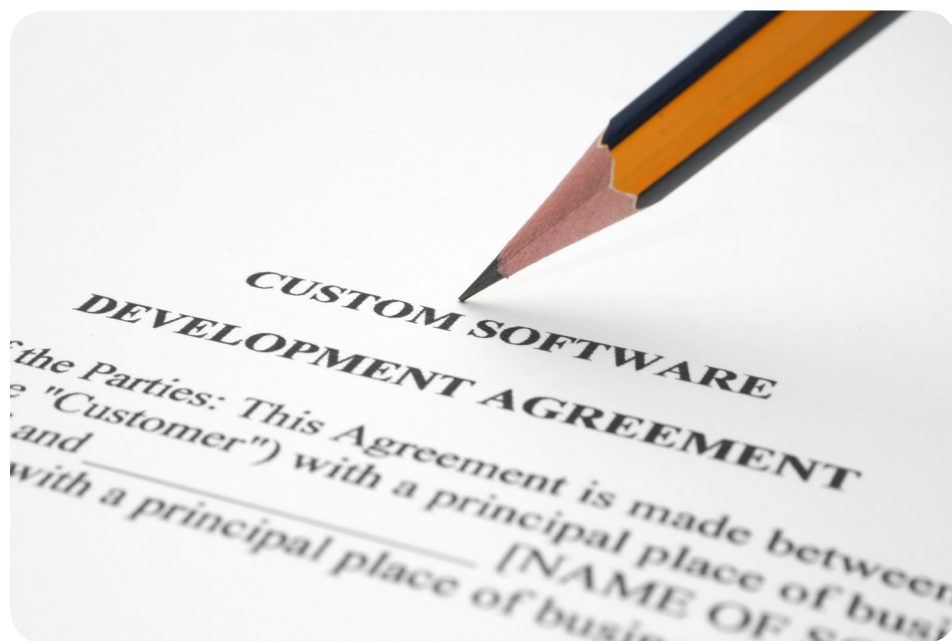 CUSTOM SOFTWARE
DEVELOPMENT AGREEMENT
the Parties: This Agreement is made between
"Customer") with a principal place of
and [NAME OF
with a principal place of